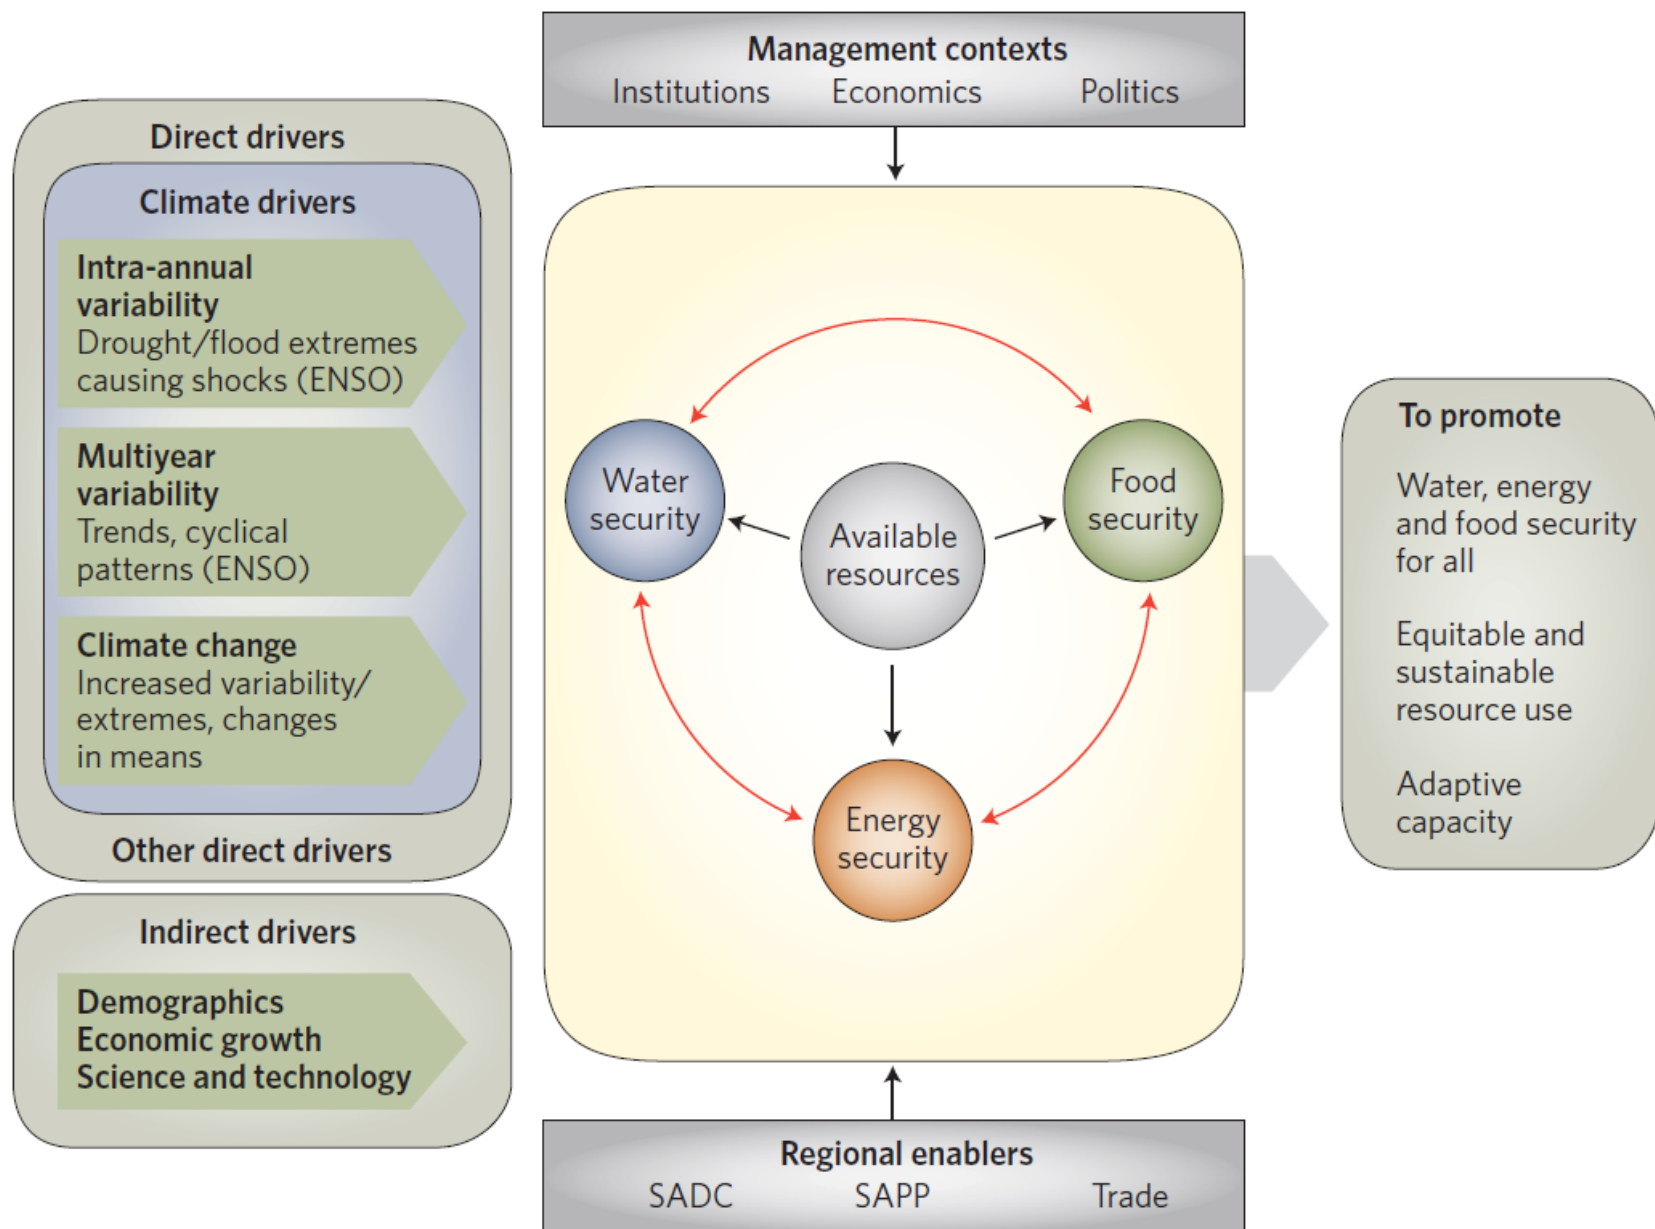 Management contexts
Institutions Economics Politics
Direct drivers
Climate drivers
Intra-annual
variability
Drought/flood extremes
causing shocks (ENSO)
Multiyear
variability
Trends, cyclical
patterns (ENSO)
Climate change
Increased variability/
extremes, changes
in means
Other direct drivers
Indirect drivers
Demographics
Economic growth
Science and technology
Water
security
Available
resources
Food
security
Energy
security
Regional enablers
SADC SAPP Trade
To promote
Water, energy
and food security
for all
Equitable and
sustainable
resource use
Adaptive
capacity